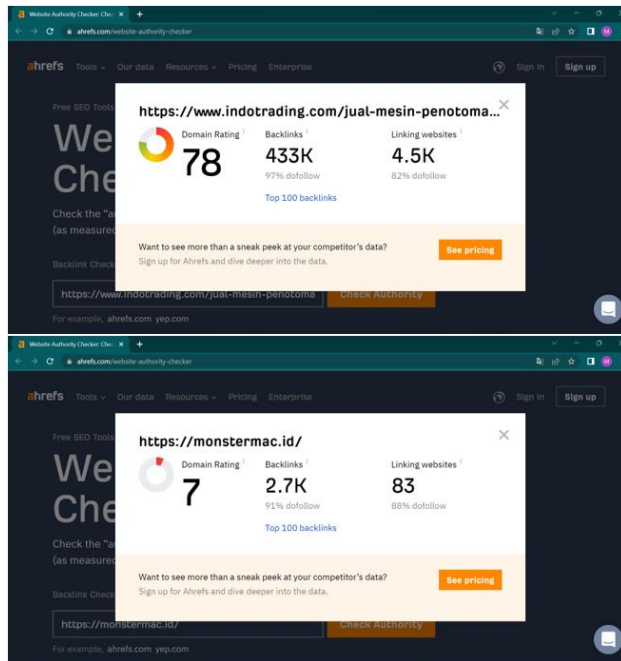 Website Authority Checker: Chec × +
ahrefs.com/website-authority-checker
ahrefs Tools Our data Resources Pricing Enterprise Sign in Sign up
Free SEO Tools
https://www.indotrading.com/jual-mesin-penotoma...
We
Domain Rating Backlinks Linking websites
78 433K 4.5K
Che
97% dofollow 82% dofollow
Top 100 backlinks
Check the "a
(as measured
Want to see more than a sneak peek at your competitor's data?
See pricing
Sign up for Ahrefs and dive deeper into the data.
Backlink Check
https://www.indotrading.com/jual-mesin-penotoma Check Authority
For example, ahrefs.com yep.com
Website Authority Checker: Chec × +
ahrefs.com/website-authority-checker
ahrefs Tools Our data Resources Pricing Enterprise Sign in Sign up
Free SEO Tools
https://monstermac.id/
We
Domain Rating Backlinks Linking websites
7 2.7K 83
Che
91% dofollow 88% dofollow
Top 100 backlinks
Check the "a
(as measured
Want to see more than a sneak peek at your competitor's data?
See pricing
Sign up for Ahrefs and dive deeper into the data.
Backlink Check
https://monstermac.id/ Check Authority
For example, ahrefs.com yep.com